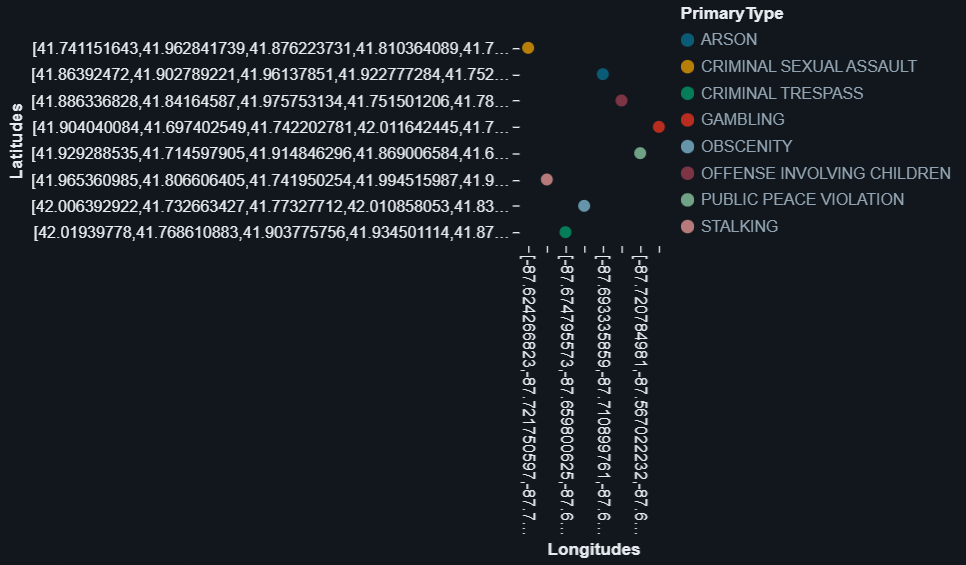 PrimaryType
ARSON
CRIMINAL SEXUAL ASSAULT
CRIMINAL TRESPASS
GAMBLING
OBSCENITY
OFFENSE INVOLVING CHILDREN
PUBLIC PEACE VIOLATION
STALKING
Latitudes
[41.741151643,41.962841739,41.876223731,41.810364089,41.7...
[41.86392472,41.902789221,41.96137851,41.922777284,41.752...
[41.886336828,41.84164587,41.975753134,41.751501206,41.78...
[41.904040084,41.697402549,41.742202781,42.011642445,41.7...
[41.929288535,41.714597905,41.914846296,41.869006584,41.6...
[41.965360985,41.806606405,41.741950254,41.994515987,41.9...
[42.006392922,41.732663427,41.77327712,42.010858053,41.83...
[42.01939778,41.768610883,41.903775756,41.934501114,41.87...
[-87.624266823,-87.721750597,-87.7...
[-87.674795573,-87.659800625,-87.6...
[-87.693335859,-87.710899761,-87.6...
[-87.720784981,-87.567022232,-87.6...
Longitudes